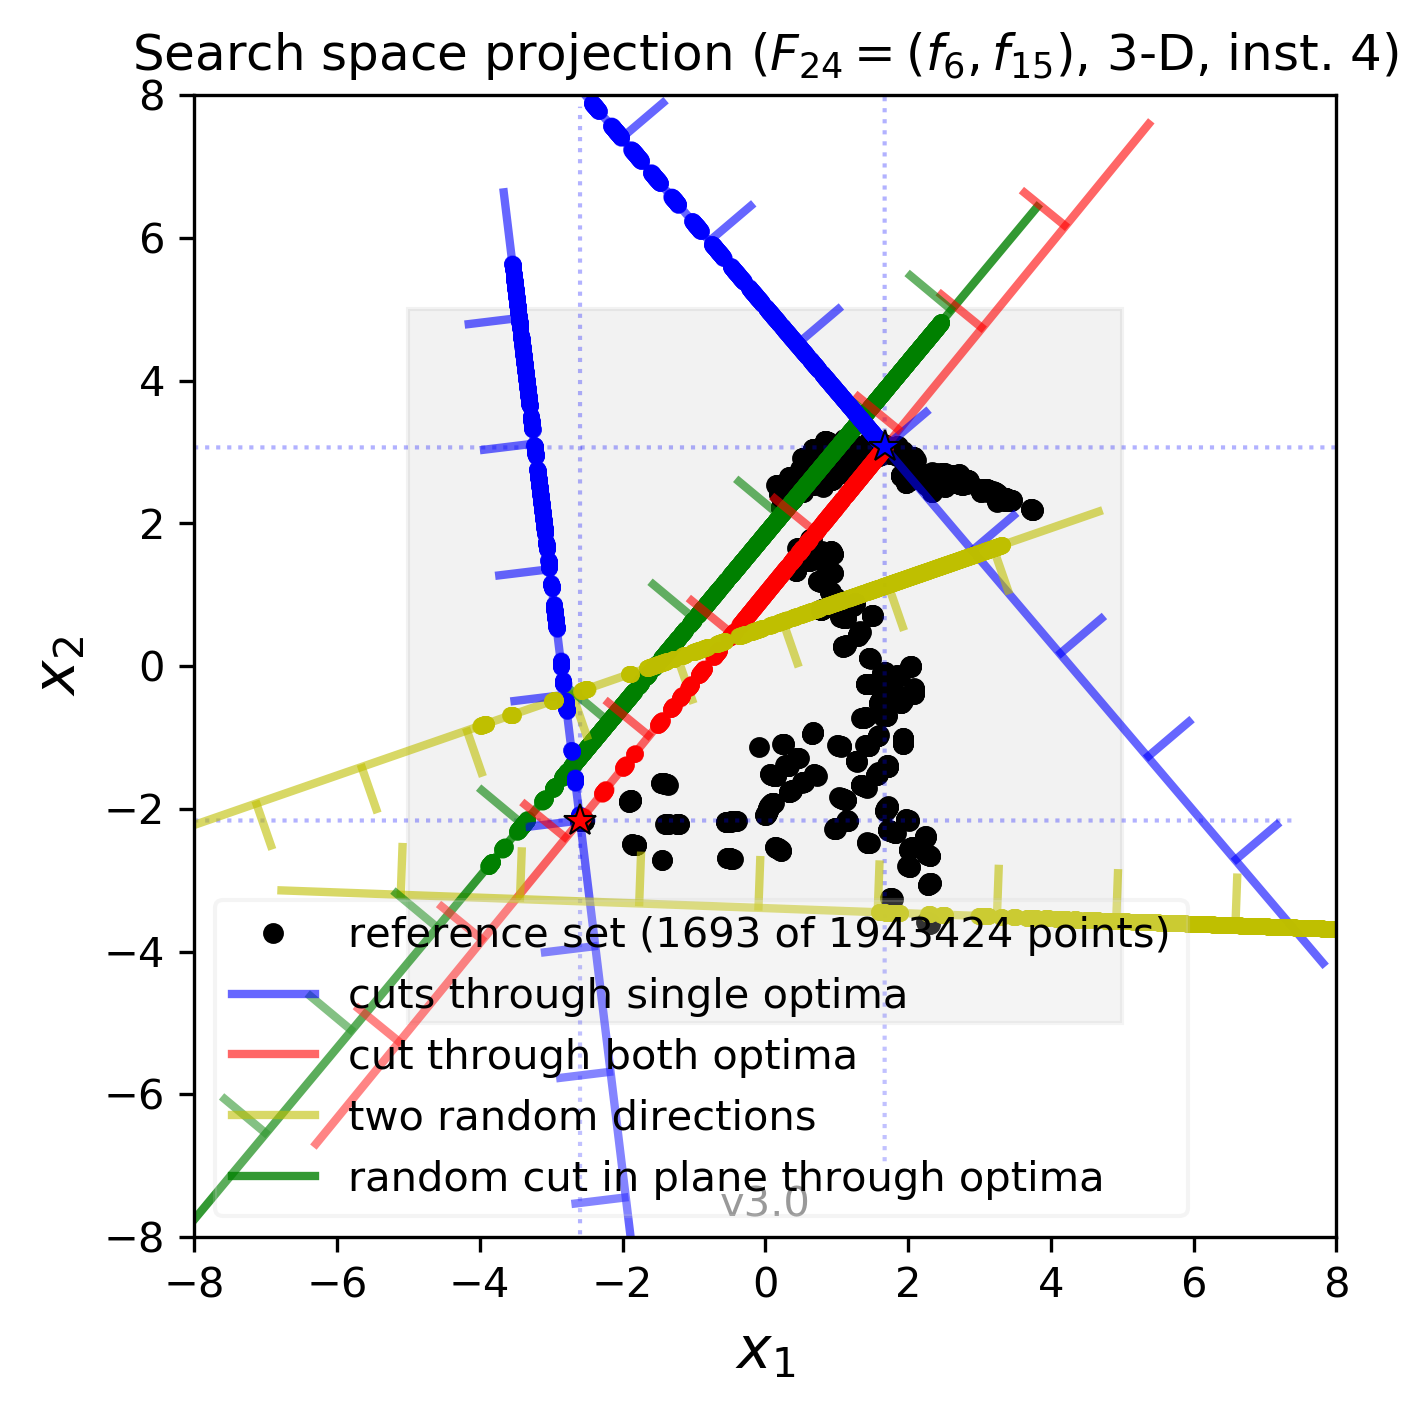 Search space projection (F₂₄ = (f₆, f₁₅), 3-D, inst. 4)
8
6
4
2
0
−2
−4
−6
−8
x₂
reference set (1693 of 1943424 points)
cuts through single optima
cut through both optima
two random directions
random cut in plane through optima
v3.0
−8 −6 −4 −2 0 2 4 6 8
x₁